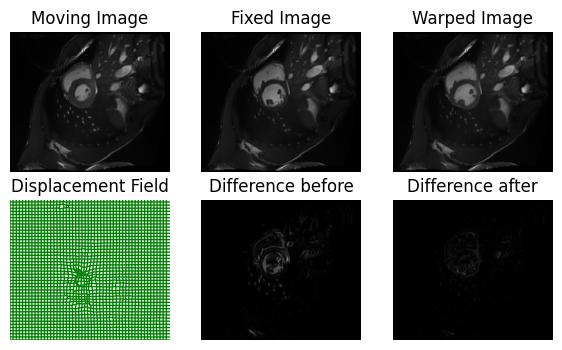 Moving Image
Fixed Image
Warped Image
Displacement Field
Difference before
Difference after